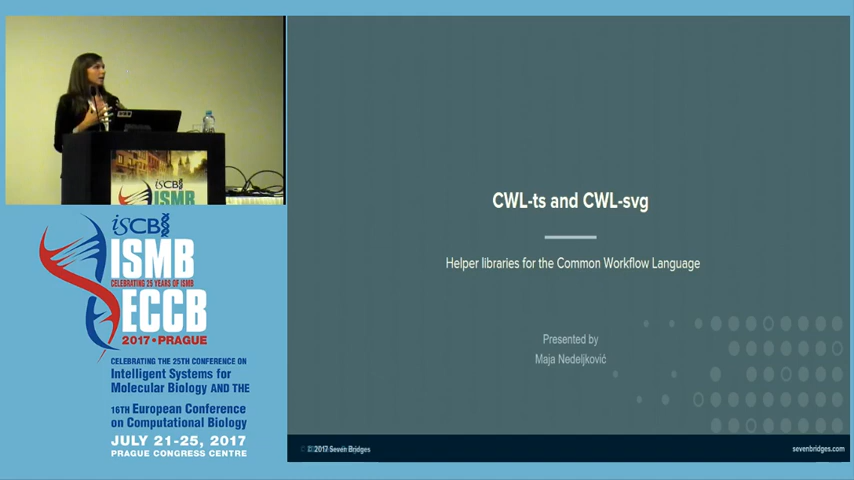 iSCB
ISMB
iSCB
ISMB
CELEBRATING 25 YEARS OF ISMB
ECCB
2017 • PRAGUE
CELEBRATING THE 25TH CONFERENCE ON
Intelligent Systems for
Molecular Biology AND THE
16TH European Conference
on Computational Biology
JULY 21-25, 2017
PRAGUE CONGRESS CENTRE
CWL-ts and CWL-svg
Helper libraries for the Common Workflow Language
Presented by
Maja Nedeljković
© 2017 Seven Bridges
sevenbridges.com